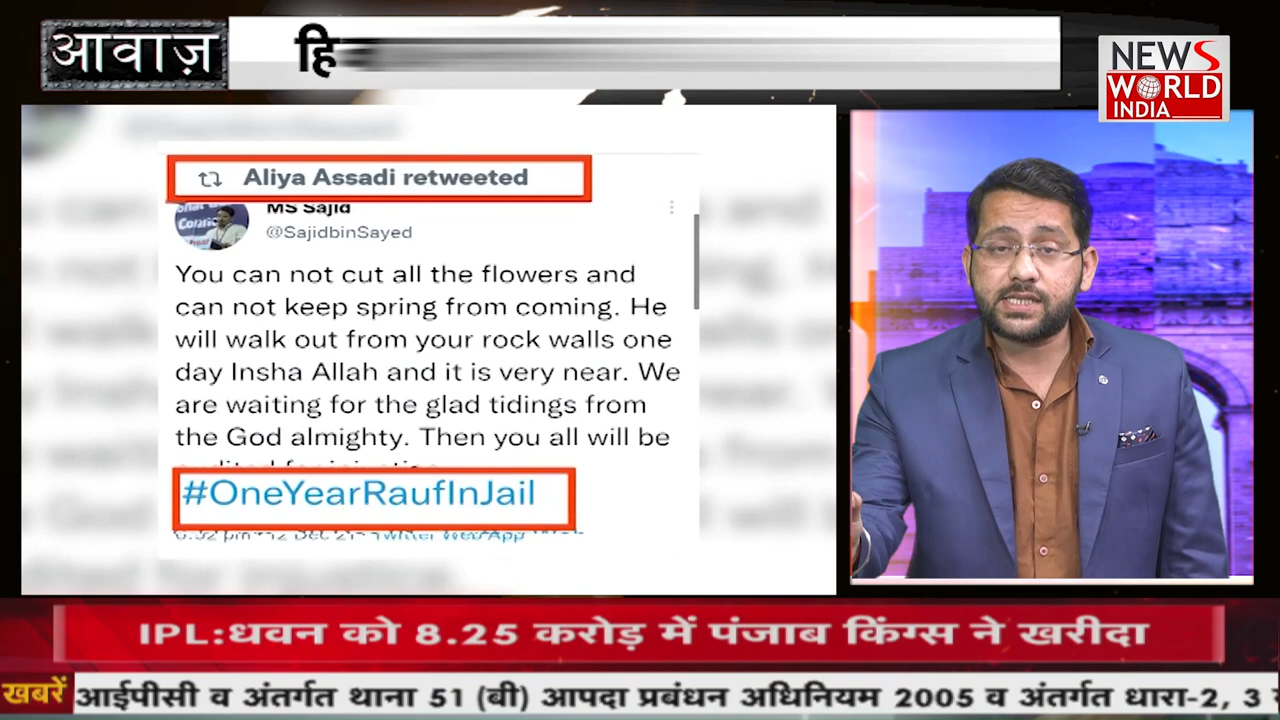 आवाज़
हि
NEWS
WORLD
INDIA
Aliya Assadi retweeted
MS Sajid
@SajidbinSayed
You can not cut all the flowers and
can not keep spring from coming. He
will walk out from your rock walls one
day Insha Allah and it is very near. We
are waiting for the glad tidings from
the God almighty. Then you all will be
#OneYearRaufInJail
Twitter Web App
IPL:धवन को 8.25 करोड़ में पंजाब किंग्स ने खरीदा
खबरें आईपीसी व अंतर्गत थाना 51 (बी) आपदा प्रबंधन अधिनियम 2005 व अंतर्गत धारा-2, 3